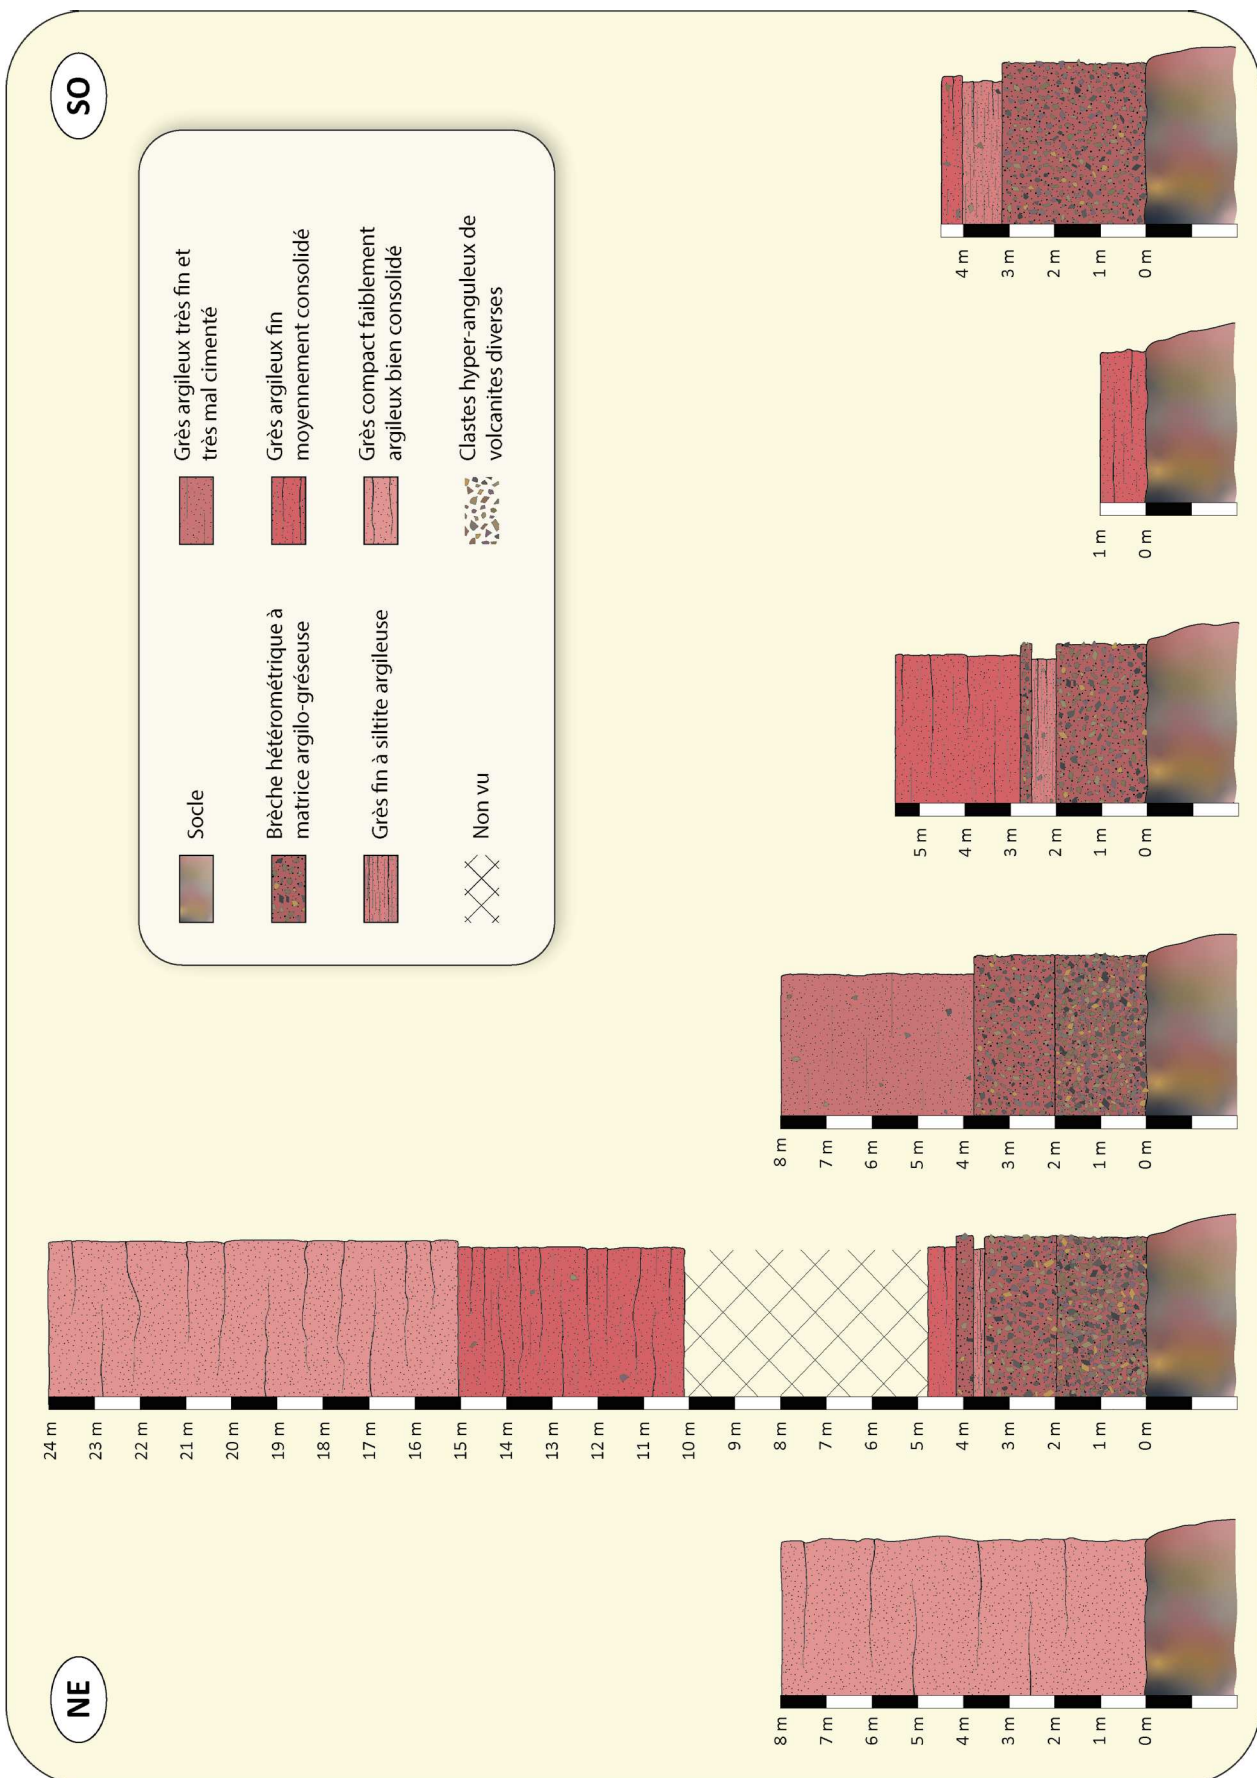 NE
SO
Socle
Brèche hétérométrique à
matrice argilo-gréseuse
Grès fin à siltite argileuse
Non vu
Grès argileux très fin et
très mal cimenté
Grès argileux fin
moyennement consolidé
Grès compact faiblement
argileux bien consolidé
Clastes hyper-anguleux de
volcanites diverses
8 m
7 m
6 m
5 m
4 m
3 m
2 m
1 m
0 m
24 m
23 m
22 m
21 m
20 m
19 m
18 m
17 m
16 m
15 m
14 m
13 m
12 m
11 m
10 m
9 m
8 m
7 m
6 m
5 m
4 m
3 m
2 m
1 m
0 m
8 m
7 m
6 m
5 m
4 m
3 m
2 m
1 m
0 m
5 m
4 m
3 m
2 m
1 m
0 m
1 m
0 m
4 m
3 m
2 m
1 m
0 m